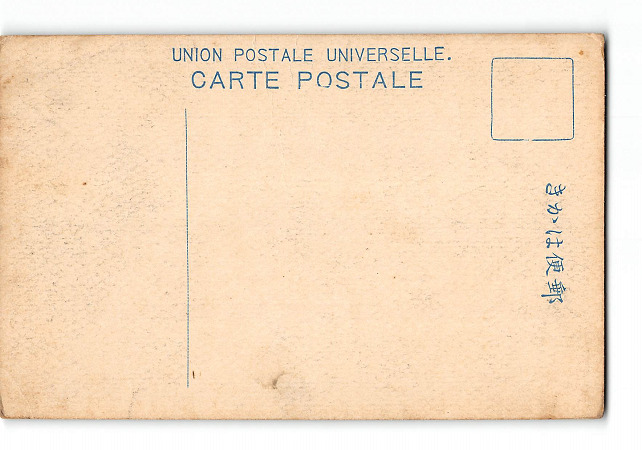 UNION POSTALE UNIVERSELLE.
CARTE POSTALE
きかは便郵